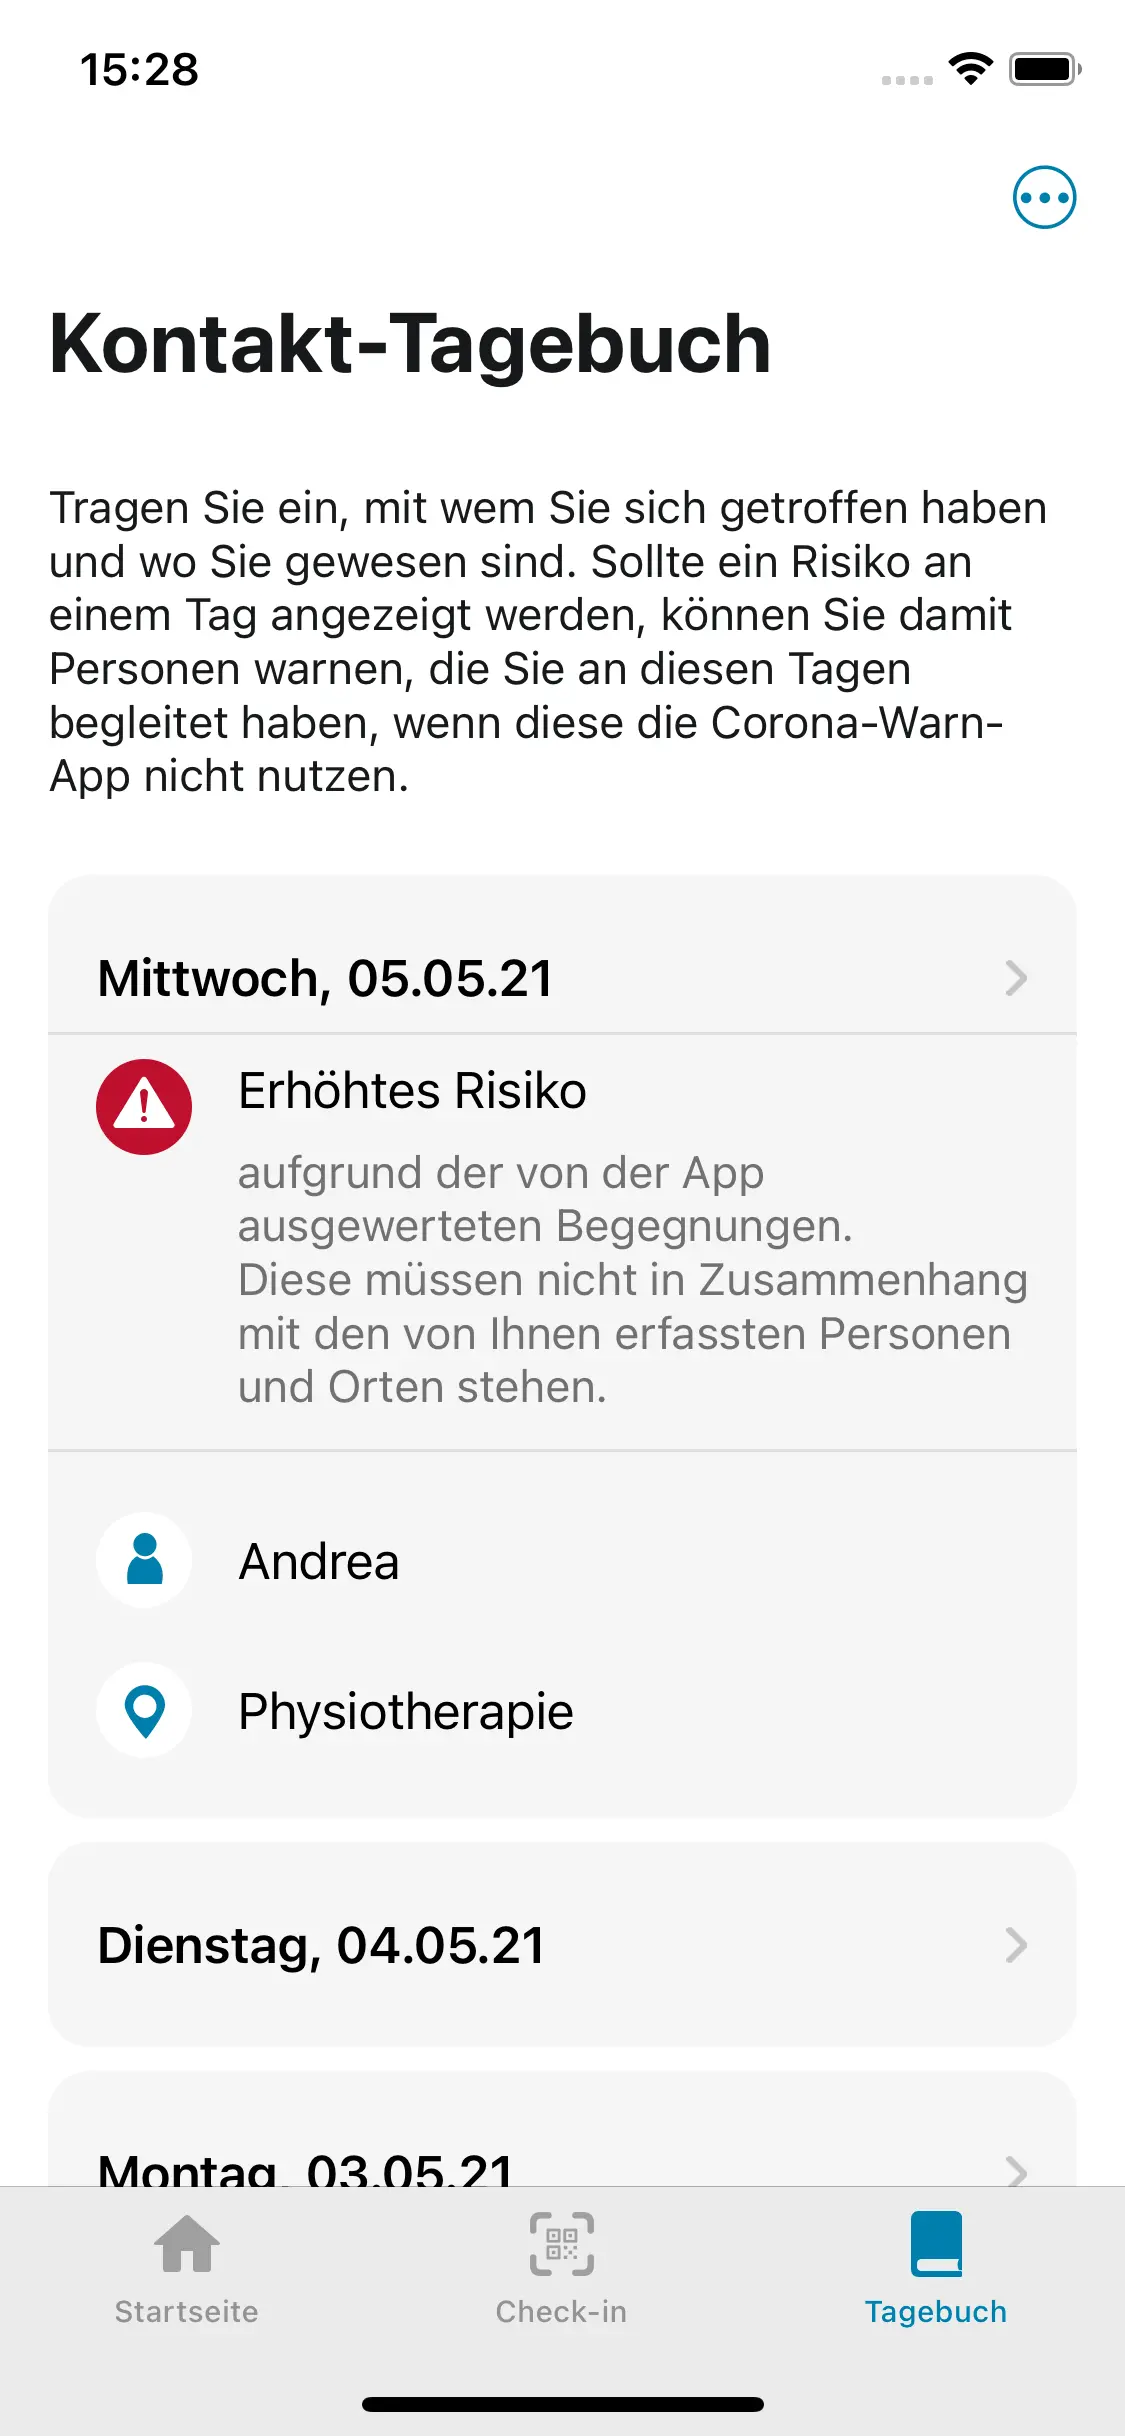 15:28
Kontakt-Tagebuch
Tragen Sie ein, mit wem Sie sich getroffen haben
und wo Sie gewesen sind. Sollte ein Risiko an
einem Tag angezeigt werden, können Sie damit
Personen warnen, die Sie an diesen Tagen
begleitet haben, wenn diese die Corona-Warn-
App nicht nutzen.
Mittwoch, 05.05.21
Erhöhtes Risiko
aufgrund der von der App
ausgewerteten Begegnungen.
Diese müssen nicht in Zusammenhang
mit den von Ihnen erfassten Personen
und Orten stehen.
Andrea
Physiotherapie
Dienstag, 04.05.21
Montag, 03.05.21
Startseite
Check-in
Tagebuch